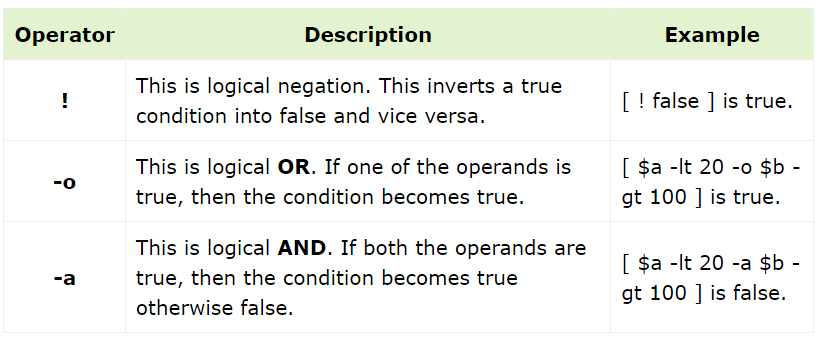 Operator Description Example
! This is logical negation. This inverts a true
condition into false and vice versa.
[ ! false ] is true.
-o This is logical OR. If one of the operands is
true, then the condition becomes true.
[ $a -lt 20 -o $b -
gt 100 ] is true.
-a This is logical AND. If both the operands are
true, then the condition becomes true
otherwise false.
[ $a -lt 20 -a $b -
gt 100 ] is false.